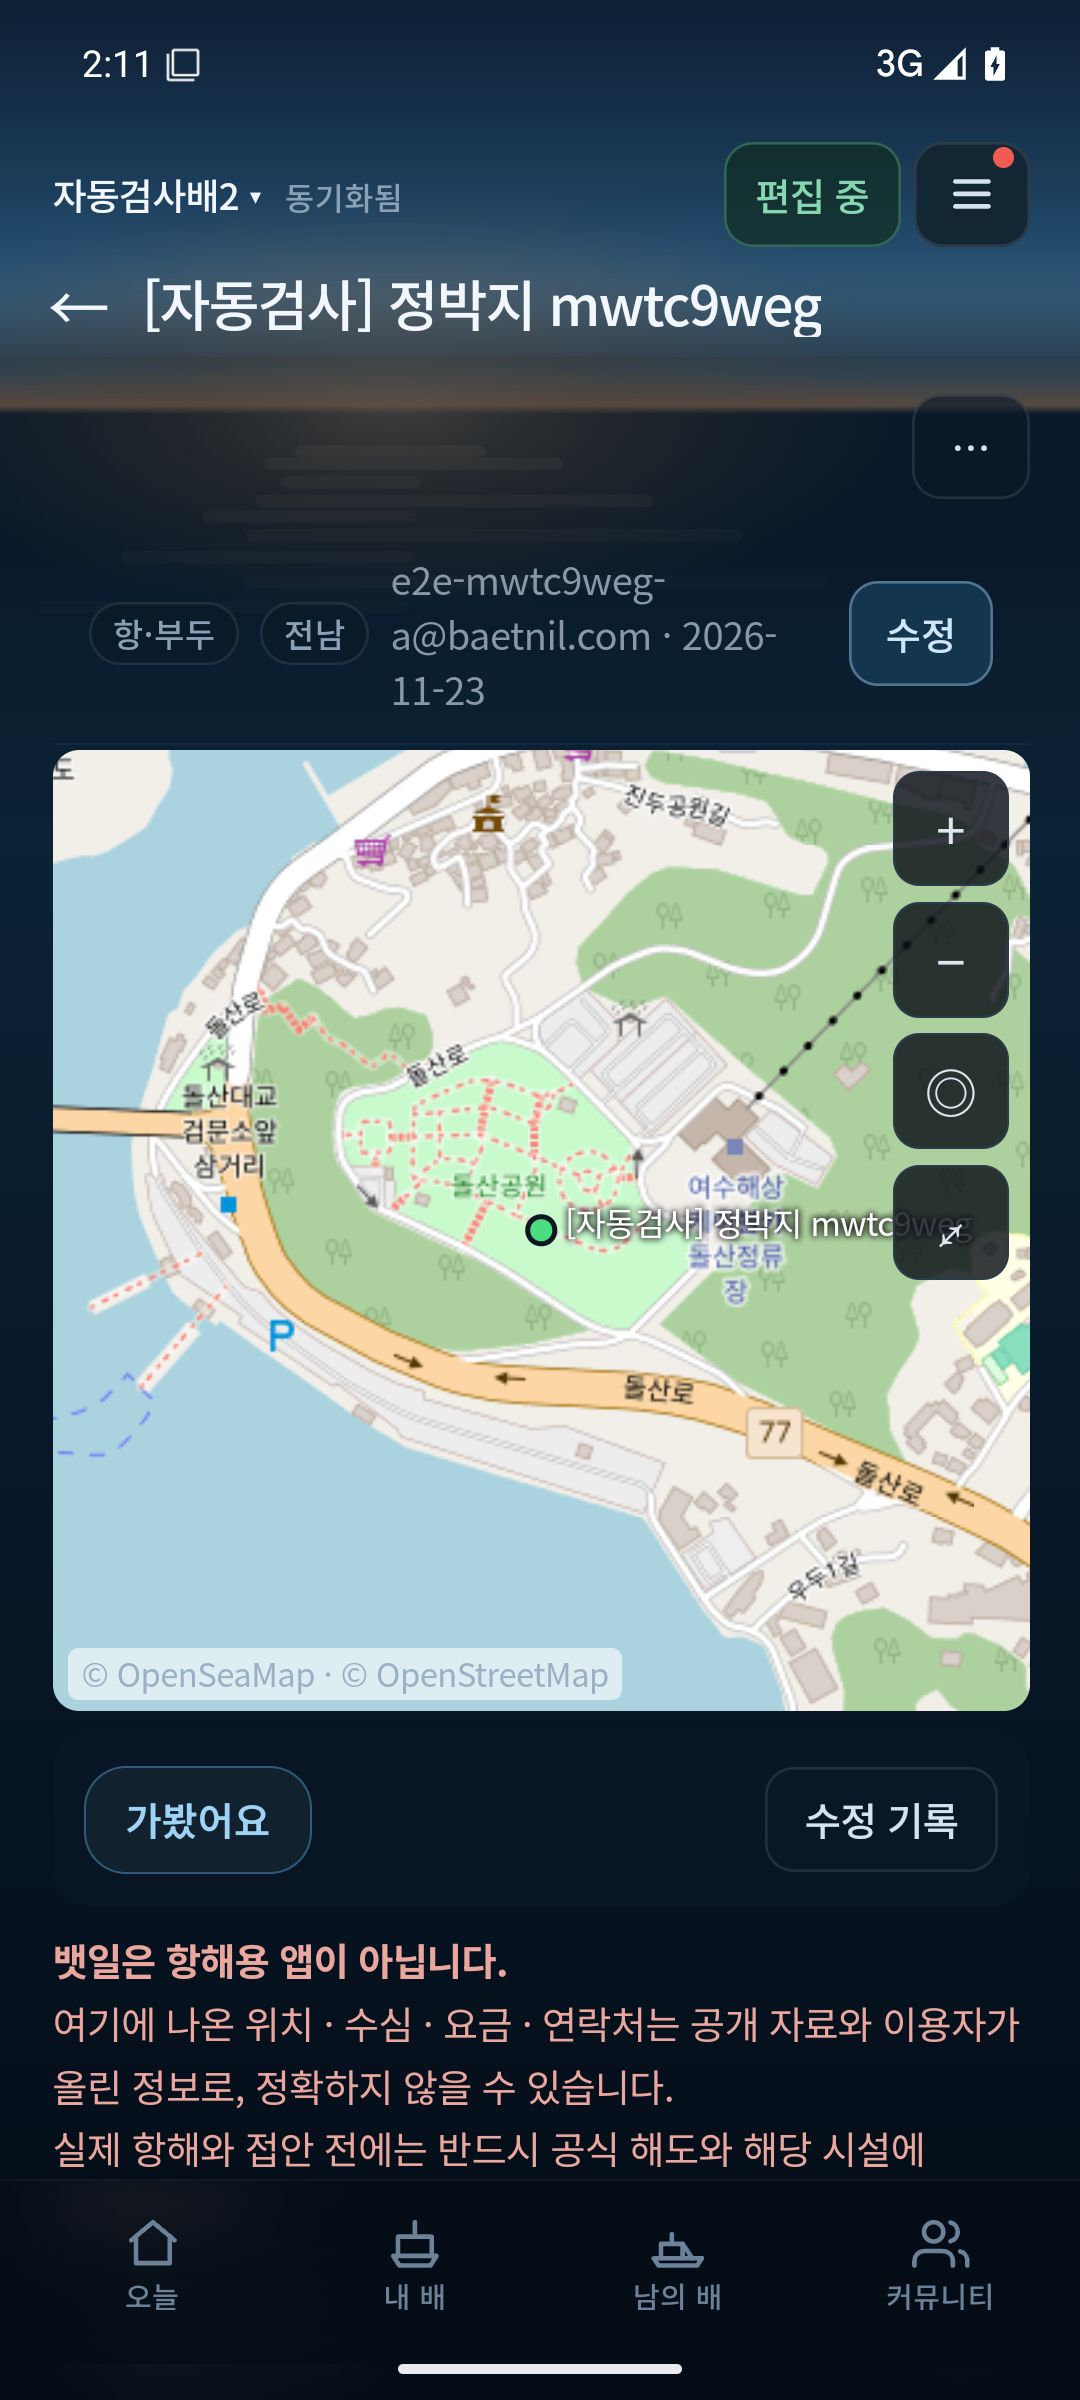 2:11
3G
자동검사배2 ▾ 동기화됨
편집 중
← [자동검사] 정박지 mwtc9weg
···
항·부두
전남
e2e-mwtc9weg-
a@baetnil.com · 2026-
11-23
수정
도
진두공원길
+
−
돌산로
돌산로
돌산대교
검문소앞
삼거리
돌산공원
여수해상
[자동검사] 정박지 mwtc9weg
돌산정류
장
P
돌산로
77
돌산로
우두1길
© OpenSeaMap · © OpenStreetMap
가봤어요
수정 기록
뱃일은 항해용 앱이 아닙니다.
여기에 나온 위치 · 수심 · 요금 · 연락처는 공개 자료와 이용자가
올린 정보로, 정확하지 않을 수 있습니다.
실제 항해와 접안 전에는 반드시 공식 해도와 해당 시설에
오늘
내 배
남의 배
커뮤니티